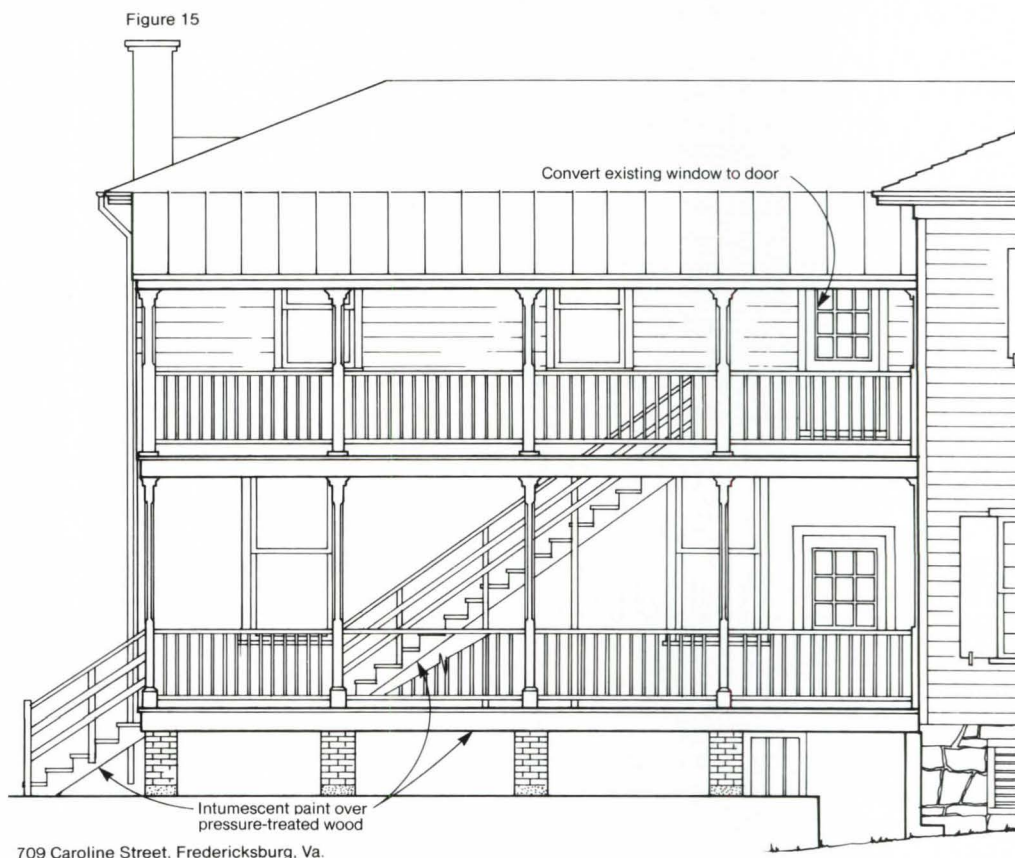 Figure 15
Convert existing window to door
Intumescent paint over
pressure-treated wood
709 Caroline Street, Fredericksburg, Va.